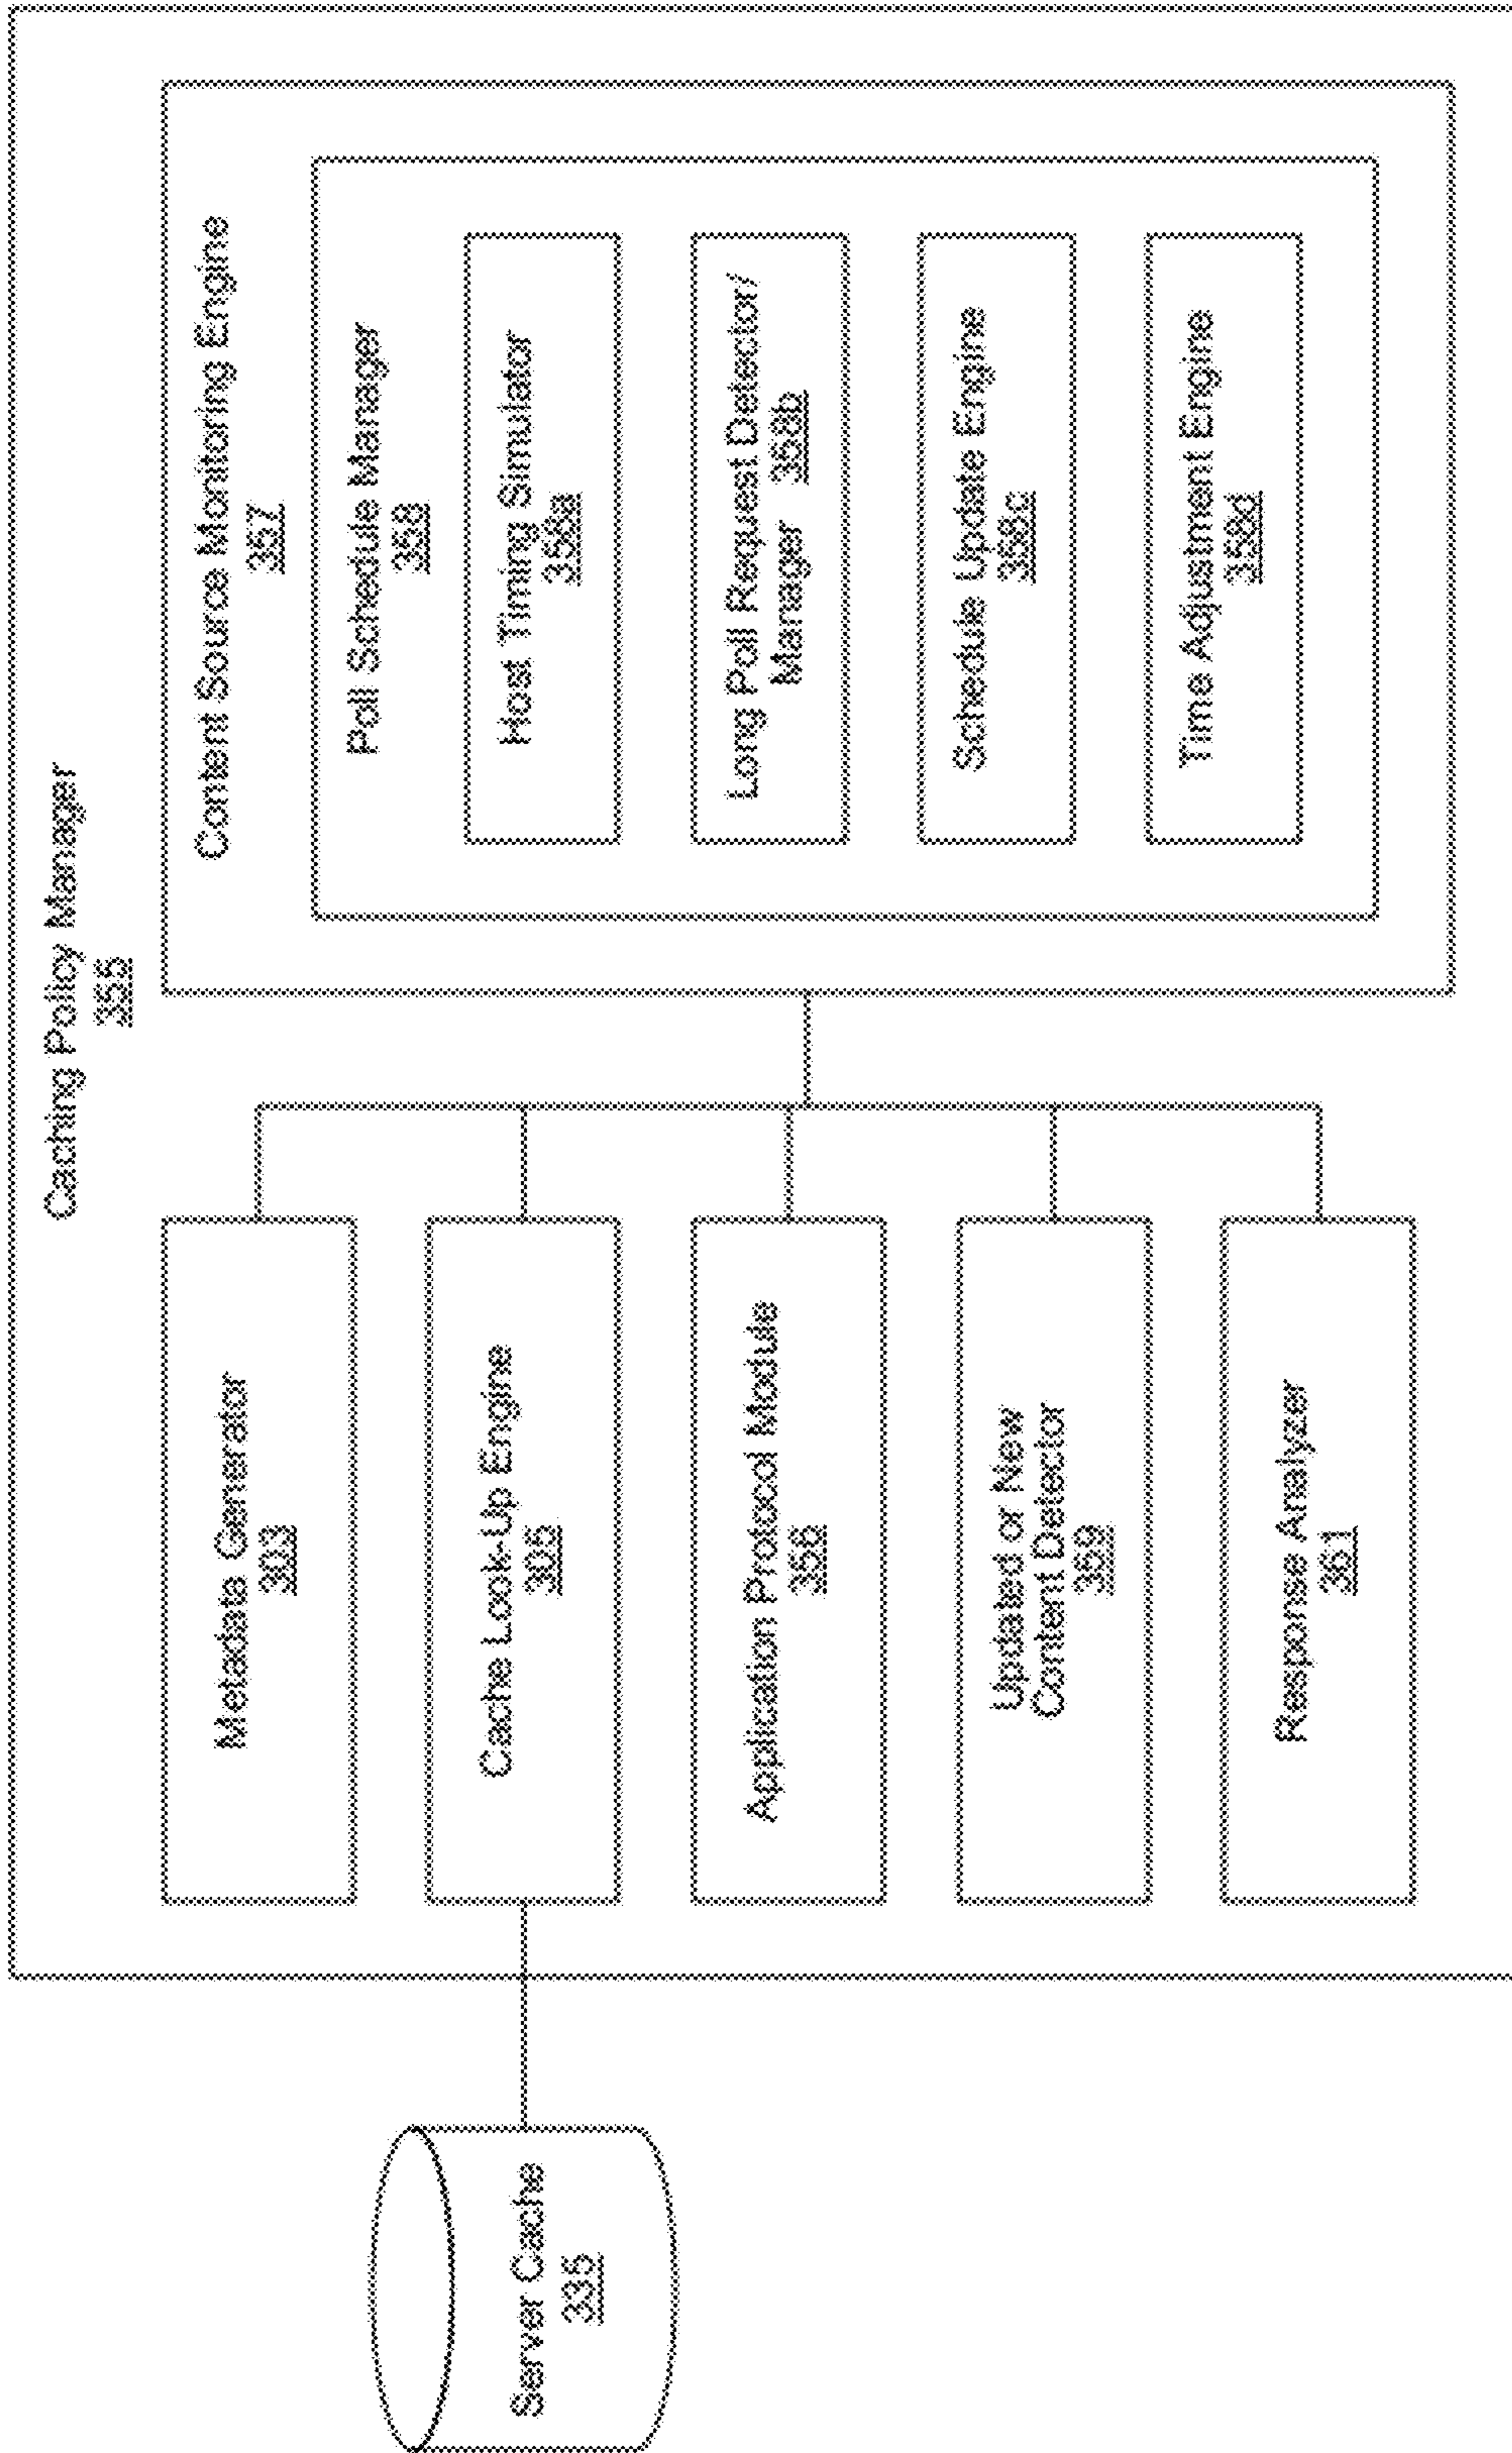 Caching Policy Manager
355
Server Cache
335
Metadata Generator
303
Cache Look-Up Engine
305
Application Protocol Module
356
Updated or New
Content Detector
359
Response Analyzer
361
Content Source Monitoring Engine
357
Poll Schedule Manager
358
Host Timing Simulator
358a
Long Poll Request Detector/
Manager 358b
Schedule Update Engine
358c
Time Adjustment Engine
358d